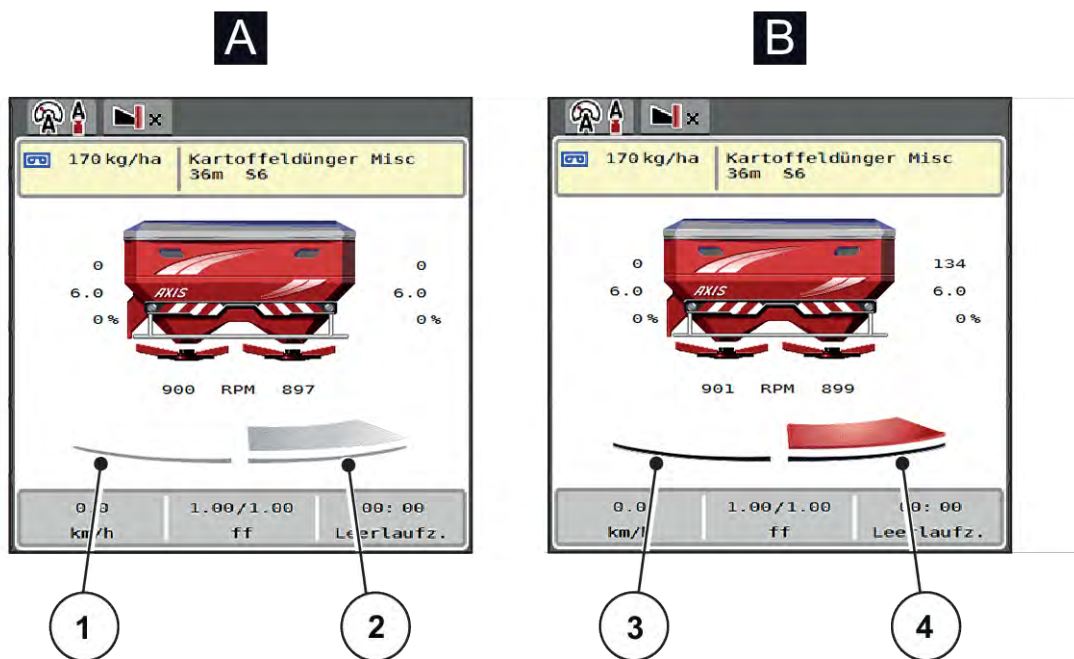 A
B
A A x
170 kg/ha Kartoffeldünger Misc
36m S6
0 0
6.0 AXIS 6.0
0% 0%
900 RPM 897
0.0 1.00/1.00 00:00
km/h ff Leerlaufz.
1 2
A A x
170 kg/ha Kartoffeldünger Misc
36m S6
0 134
6.0 AXIS 6.0
0% 0%
901 RPM 899
0.0 1.00/1.00 00:00
km/h ff Leerlaufz.
3 4